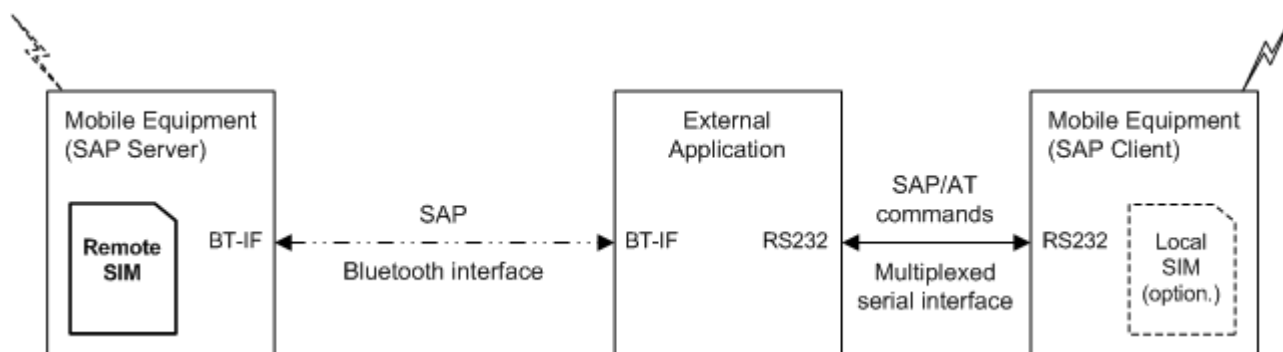 Mobile Equipment
(SAP Server)
Remote
SIM
BT-IF
SAP
Bluetooth interface
External
Application
BT-IF
RS232
SAP/AT
commands
Multiplexed
serial interface
Mobile Equipment
(SAP Client)
RS232
Local
SIM
(option.)